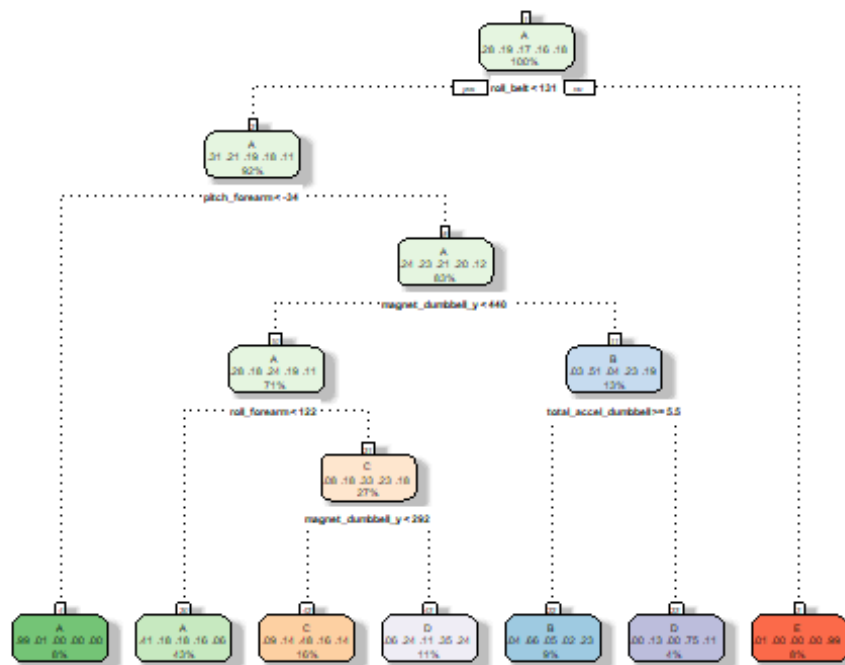 A
.28 .19 .17 .16 .18
100%
yes roll_belt < 131 no
A
.31 .21 .19 .18 .11
92%
pitch_forearm < -34
A
.24 .23 .21 .20 .12
83%
magnet_dumbbell_y < 440
A
.28 .18 .24 .19 .11
71%
B
.03 .51 .04 .23 .19
13%
roll_forearm < 122
total_accel_dumbbell >= 5.5
C
.08 .18 .33 .23 .18
27%
magnet_dumbbell_y < 292
A
.99 .01 .00 .00 .00
8%
A
.41 .18 .18 .16 .06
43%
C
.09 .14 .48 .16 .14
16%
D
.06 .24 .11 .35 .24
11%
B
.04 .66 .05 .02 .23
9%
D
.00 .13 .00 .75 .11
4%
E
.01 .00 .00 .00 .99
8%